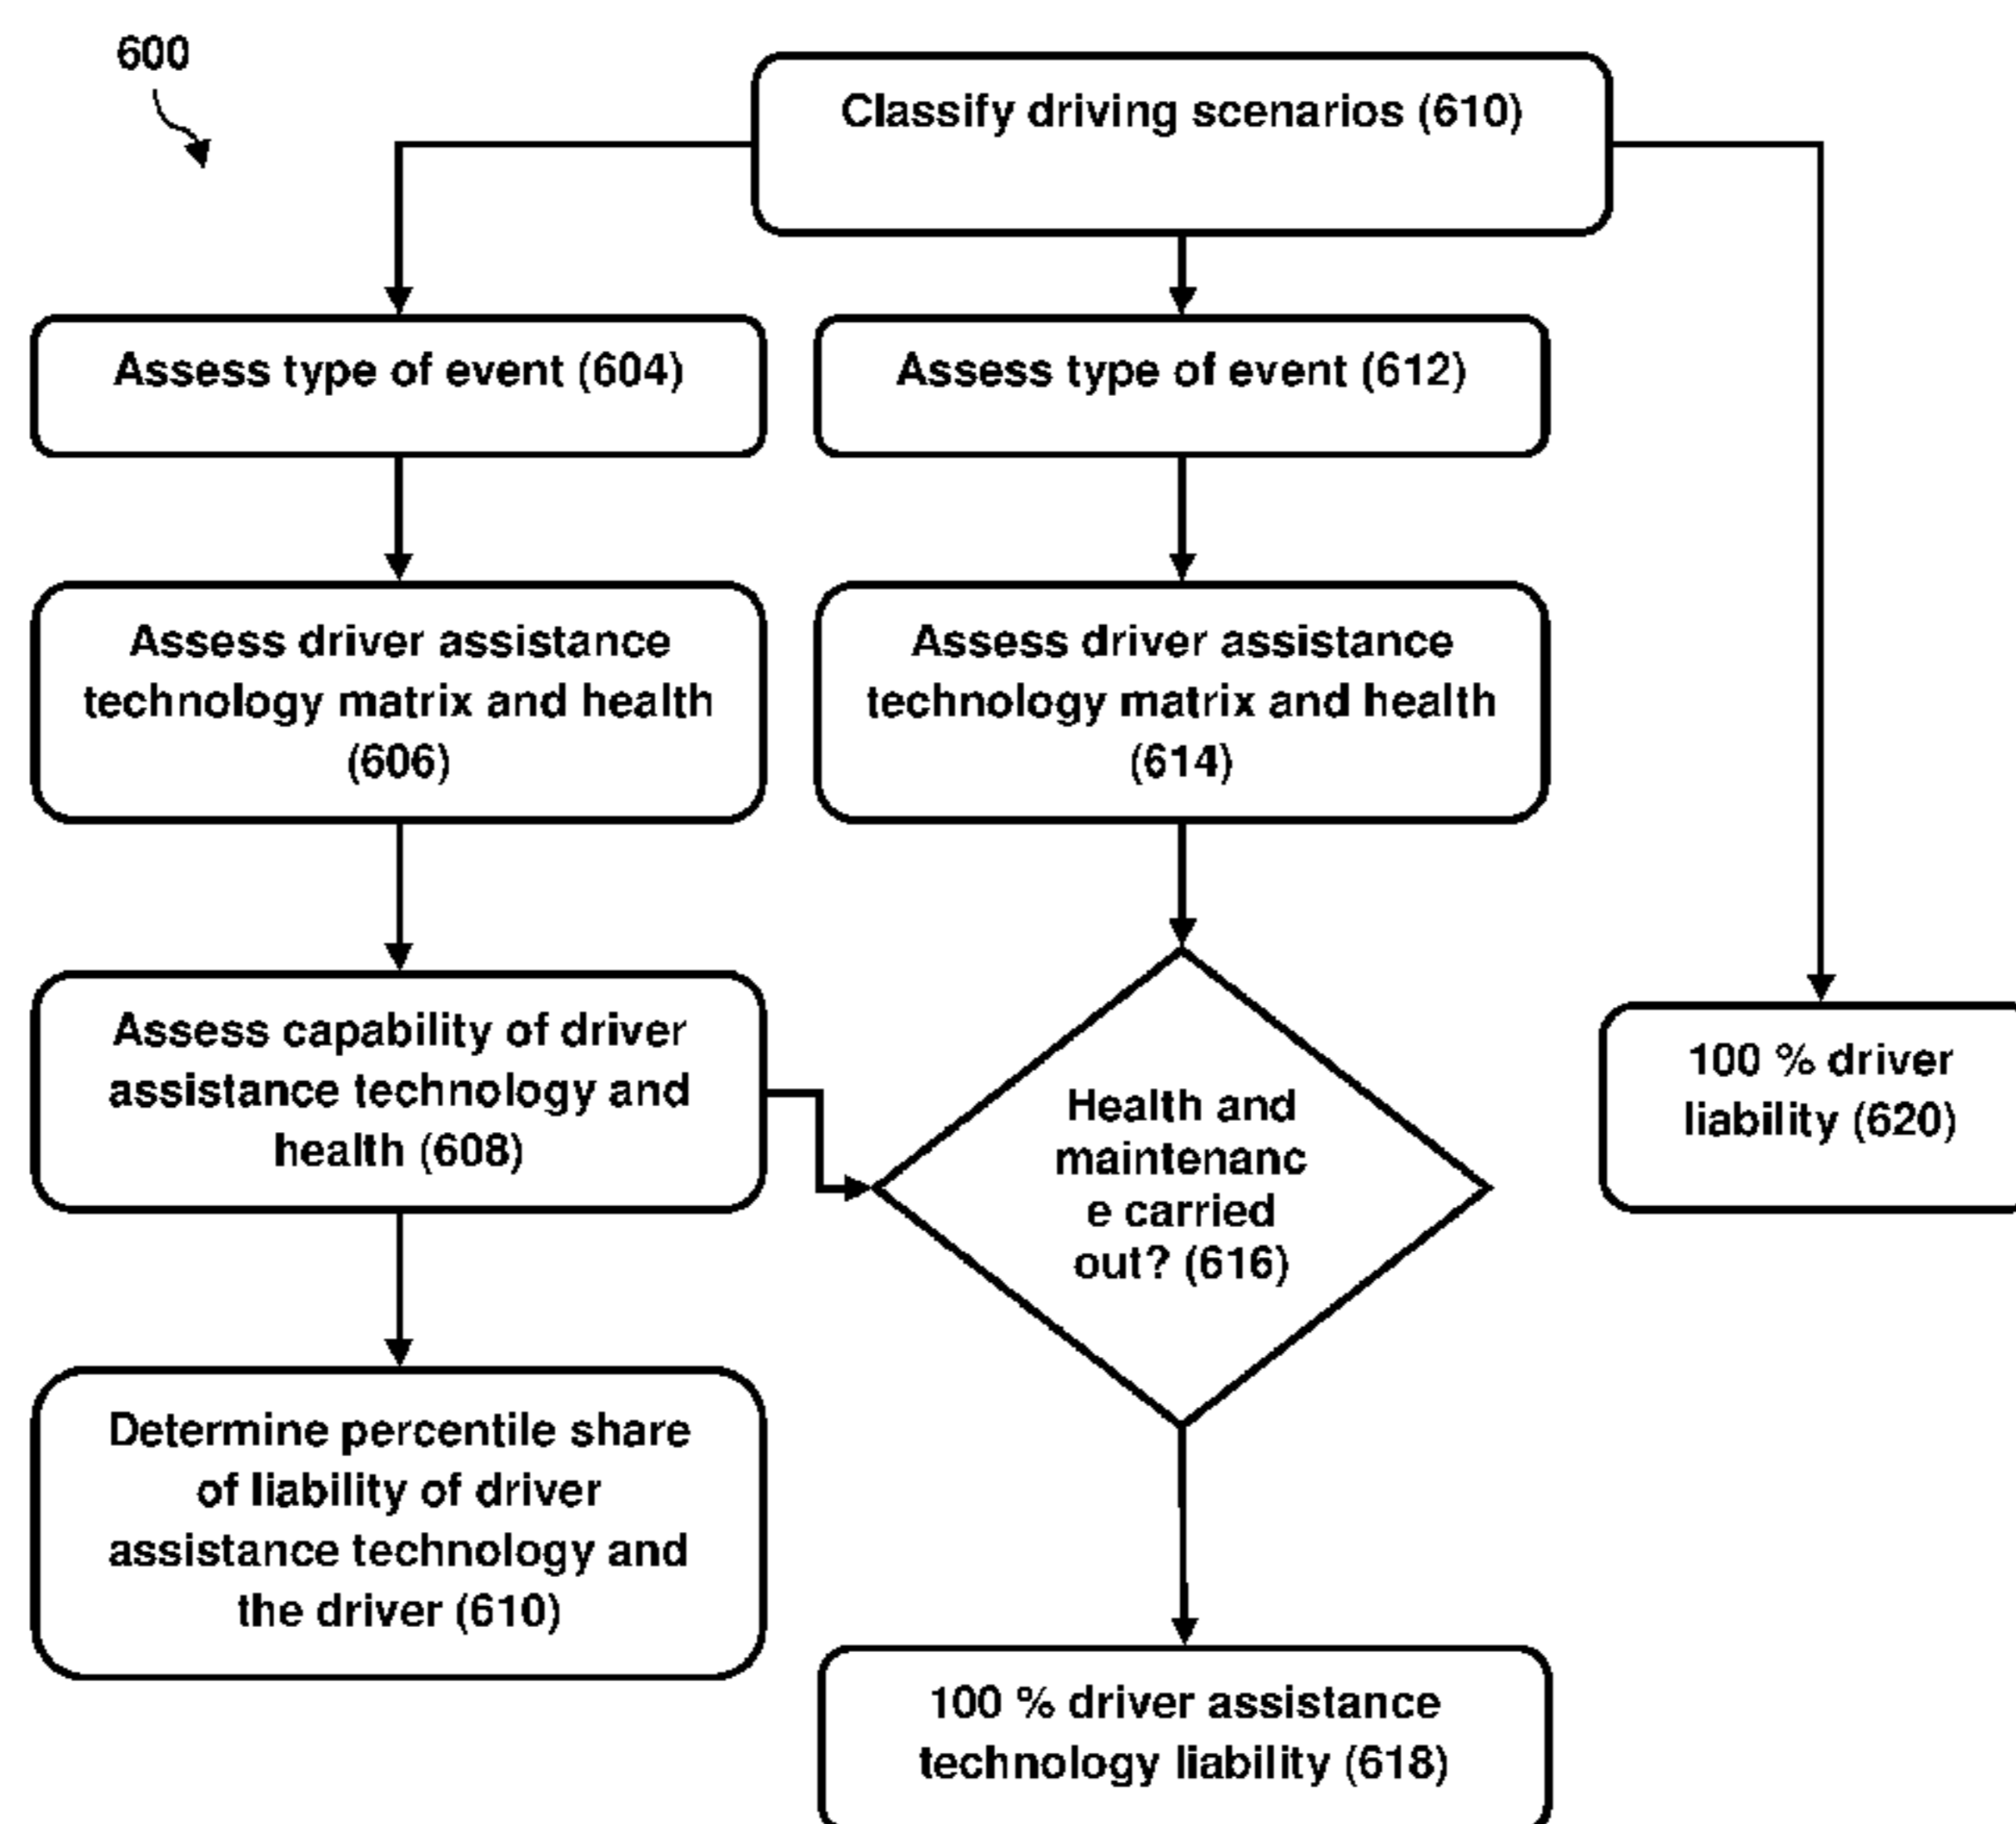 600
Classify driving scenarios (610)
Assess type of event (604)
Assess type of event (612)
Assess driver assistance
technology matrix and health
(606)
Assess driver assistance
technology matrix and health
(614)
Assess capability of driver
assistance technology and
health (608)
Health and
maintenanc
e carried
out? (616)
100 % driver
liability (620)
Determine percentile share
of liability of driver
assistance technology and
the driver (610)
100 % driver assistance
technology liability (618)